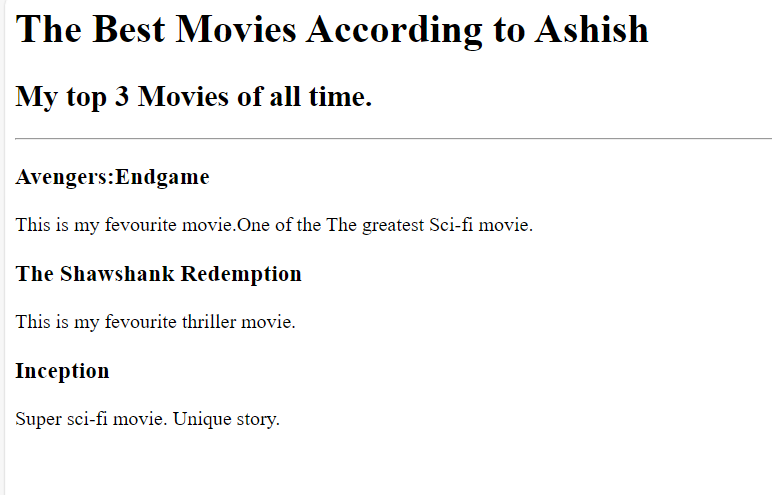 The Best Movies According to Ashish
My top 3 Movies of all time.
Avengers:Endgame
This is my fevourite movie.One of the The greatest Sci-fi movie.
The Shawshank Redemption
This is my fevourite thriller movie.
Inception
Super sci-fi movie. Unique story.